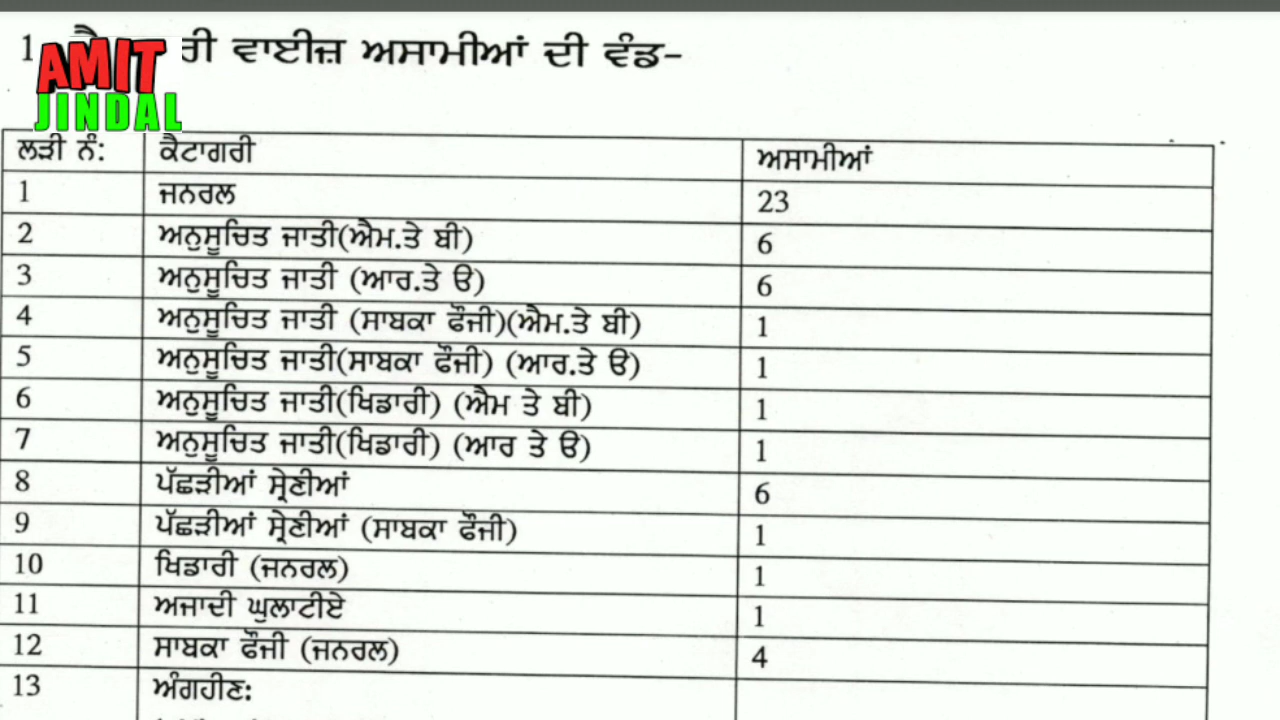 1
ਰੀ ਵਾਈਜ਼ ਅਸਾਮੀਆਂ ਦੀ ਵੰਡ-
AMIT
JINDAL
ਲੜੀ ਨੰ: ਕੈਟਾਗਰੀ ਅਸਾਮੀਆਂ
1 ਜਨਰਲ 23
2 ਅਨੁਸੂਚਿਤ ਜਾਤੀ(ਐਮ.ਤੇ ਬੀ) 6
3 ਅਨੁਸੂਚਿਤ ਜਾਤੀ (ਆਰ.ਤੇ ੳ) 6
4 ਅਨੁਸੂਚਿਤ ਜਾਤੀ (ਸਾਬਕਾ ਫੌਜੀ)(ਐਮ.ਤੇ ਬੀ) 1
5 ਅਨੁਸੂਚਿਤ ਜਾਤੀ(ਸਾਬਕਾ ਫੌਜੀ) (ਆਰ.ਤੇ ੳ) 1
6 ਅਨੁਸੂਚਿਤ ਜਾਤੀ(ਖਿਡਾਰੀ) (ਐਮ ਤੇ ਬੀ) 1
7 ਅਨੁਸੂਚਿਤ ਜਾਤੀ(ਖਿਡਾਰੀ) (ਆਰ ਤੇ ੳ) 1
8 ਪੱਛੜੀਆਂ ਸ੍ਰੇਣੀਆਂ 6
9 ਪੱਛੜੀਆਂ ਸ੍ਰੇਣੀਆਂ (ਸਾਬਕਾ ਫੌਜੀ) 1
10 ਖਿਡਾਰੀ (ਜਨਰਲ) 1
11 ਅਜਾਦੀ ਘੁਲਾਟੀਏ 1
12 ਸਾਬਕਾ ਫੌਜੀ (ਜਨਰਲ) 4
13 ਅੰਗਹੀਣ: